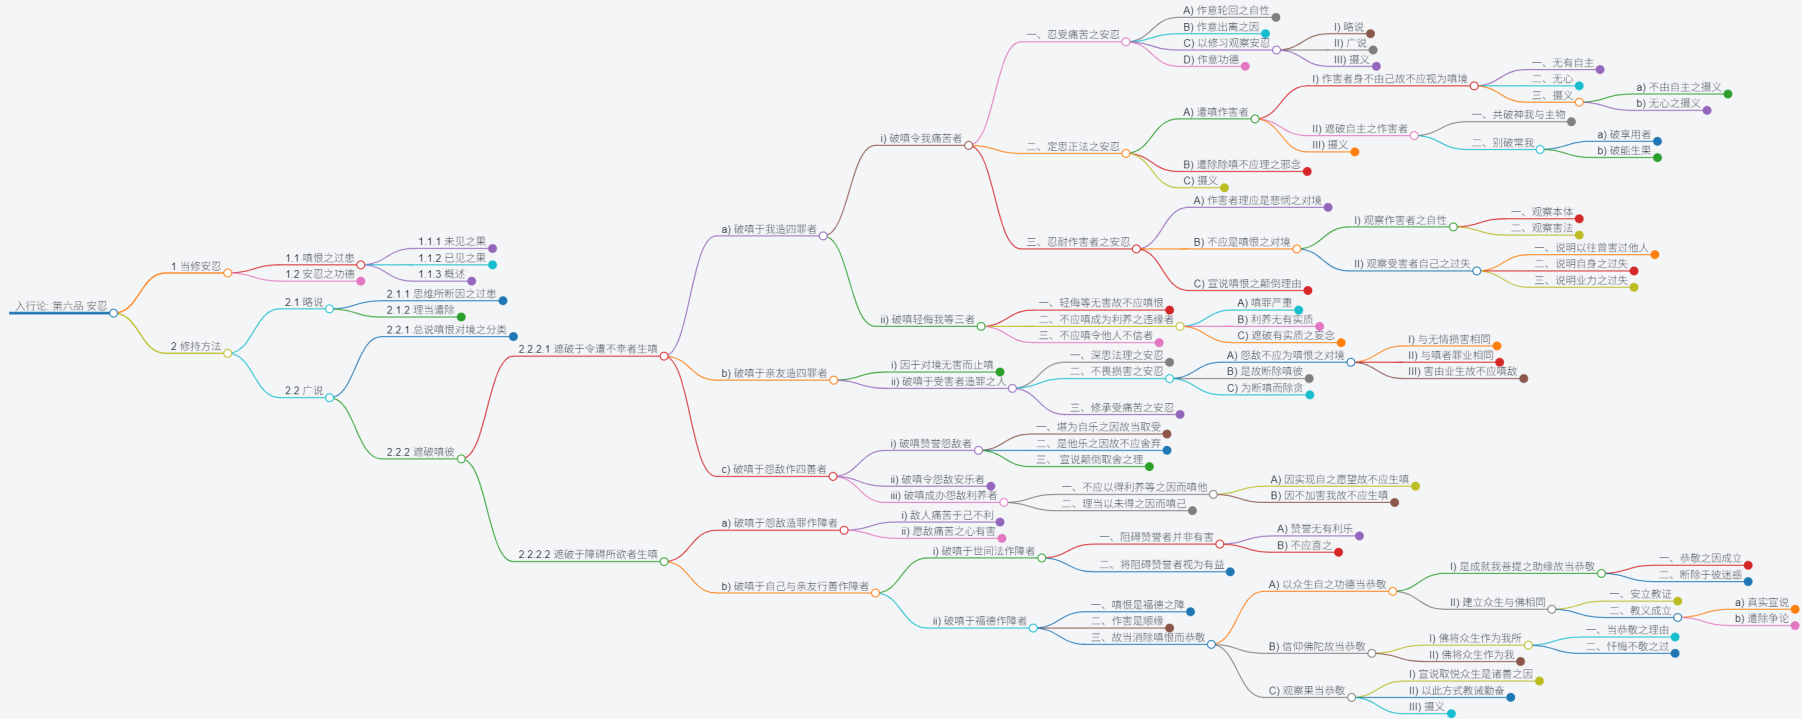 入行论: 第六品 安忍
1 当修安忍
1.1 嗔恨之过患
1.1.1 未见之果
1.1.2 已见之果
1.1.3 概述
1.2 安忍之功德
2 修持方法
2.1 略说
2.1.1 思维所断因之过患
2.1.2 理当遣除
2.2 广说
2.2.1 总说嗔恨对境之分类
2.2.2 遮破嗔彼
2.2.2.1 遮破于令遭不幸者生嗔
a) 破嗔于我造四罪者
i) 破嗔令我痛苦者
一、忍受痛苦之安忍
A) 作意轮回之自性
B) 作意出离之因
C) 以修习观察安忍
I) 略说
II) 广说
III) 摄义
D) 作意功德
二、定思正法之安忍
A) 遣嗔作害者
I) 作害者身不由己故不应视为嗔境
一、无有自主
二、无心
三、摄义
a) 不由自主之摄义
b) 无心之摄义
II) 遮破自主之作害者
一、共破神我与主物
二、别破常我
a) 破享用者
b) 破能生果
III) 摄义
B) 遣除除嗔不应理之邪念
C) 摄义
三、忍耐作害者之安忍
A) 作害者理应是悲悯之对境
B) 不应是嗔恨之对境
I) 观察作害者之自性
一、观察本体
二、观察害法
II) 观察受害者自己之过失
一、说明以往曾害过他人
二、说明自身之过失
三、说明业力之过失
C) 宣说嗔恨之颠倒理由
ii) 破嗔轻侮我等三者
一、轻侮等无害故不应嗔恨
二、不应嗔成为利养之违缘者
A) 嗔罪严重
B) 利养无有实质
C) 遮破有实质之妄念
三、不应嗔令他人不信者
b) 破嗔于亲友造四罪者
i) 因于对境无害而止嗔
ii) 破嗔于受害者造罪之人
一、深思法理之安忍
二、不畏损害之安忍
A) 怨敌不应为嗔恨之对境
I) 与无情损害相同
II) 与嗔者罪业相同
III) 害由业生故不应嗔敌
B) 是故断除嗔彼
C) 为断嗔而除贪
三、修承受痛苦之安忍
c) 破嗔于怨敌作四善者
i) 破嗔赞誉怨敌者
一、堪为自乐之因故当取受
二、是他乐之因故不应舍弃
三、 宣说颠倒取舍之理
ii) 破嗔令怨敌安乐者
iii) 破嗔成办怨敌利养者
一、不应以得利养等之因而嗔他
A) 因实现自之愿望故不应生嗔
B) 因不加害我故不应生嗔
二、理当以未得之因而嗔己
2.2.2.2 遮破于障碍所欲者生嗔
a) 破嗔于怨敌造罪作障者
i) 敌人痛苦于己不利
ii) 愿敌痛苦之心有害
b) 破嗔于自己与亲友行善作障者
i) 破嗔于世间法作障者
一、阻碍赞誉者并非有害
A) 赞誉无有利乐
B) 不应喜之
二、将阻碍赞誉者视为有益
ii) 破嗔于福德作障者
一、嗔恨是福德之障
二、作害是顺缘
三、故当消除嗔恨而恭敬
A) 以众生自之功德当恭敬
I) 是成就我菩提之助缘故当恭敬
一、恭敬之因成立
二、断除于彼迷惑
II) 建立众生与佛相同
一、安立教证
二、教义成立
a) 真实宣说
b) 遣除争论
B) 信仰佛陀故当恭敬
I) 佛将众生作为我所
一、当恭敬之理由
二、忏悔不敬之过
II) 佛将众生作为我
C) 观察果当恭敬
I) 宣说取悦众生是诸善之因
II) 以此方式教诫勤奋
III) 摄义